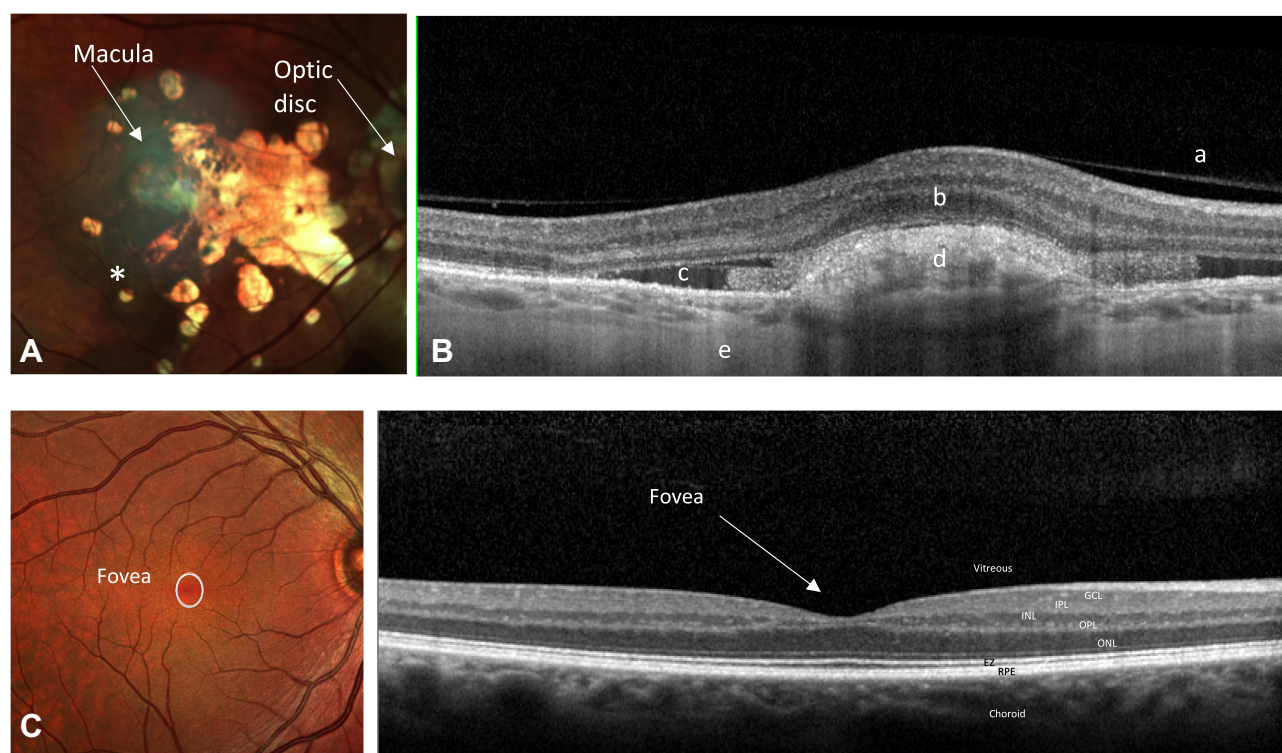 Macula
Optic
disc
*
A
a
b
c
d
e
B
Fovea
C
Fovea
Vitreous
GCL
IPL
INL
OPL
ONL
EZ
RPE
Choroid